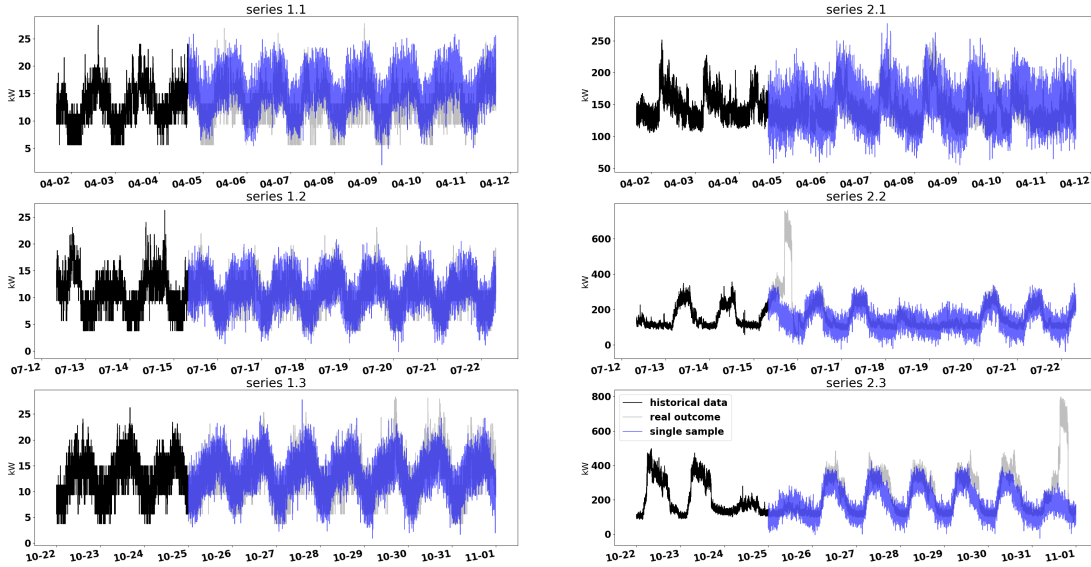 series 1.1
kW
25
20
15
10
5
04-02 04-03 04-04 04-05 04-06 04-07 04-08 04-09 04-10 04-11 04-12
series 2.1
kW
250
200
150
100
50
04-02 04-03 04-04 04-05 04-06 04-07 04-08 04-09 04-10 04-11 04-12
series 1.2
kW
25
20
15
10
5
0
07-12 07-13 07-14 07-15 07-16 07-17 07-18 07-19 07-20 07-21 07-22
series 2.2
kW
600
400
200
0
07-12 07-13 07-14 07-15 07-16 07-17 07-18 07-19 07-20 07-21 07-22
series 1.3
kW
25
20
15
10
5
0
10-22 10-23 10-24 10-25 10-26 10-27 10-28 10-29 10-30 10-31 11-01
series 2.3
kW
800
600
400
200
0
historical data
real outcome
single sample
10-22 10-23 10-24 10-25 10-26 10-27 10-28 10-29 10-30 10-31 11-01